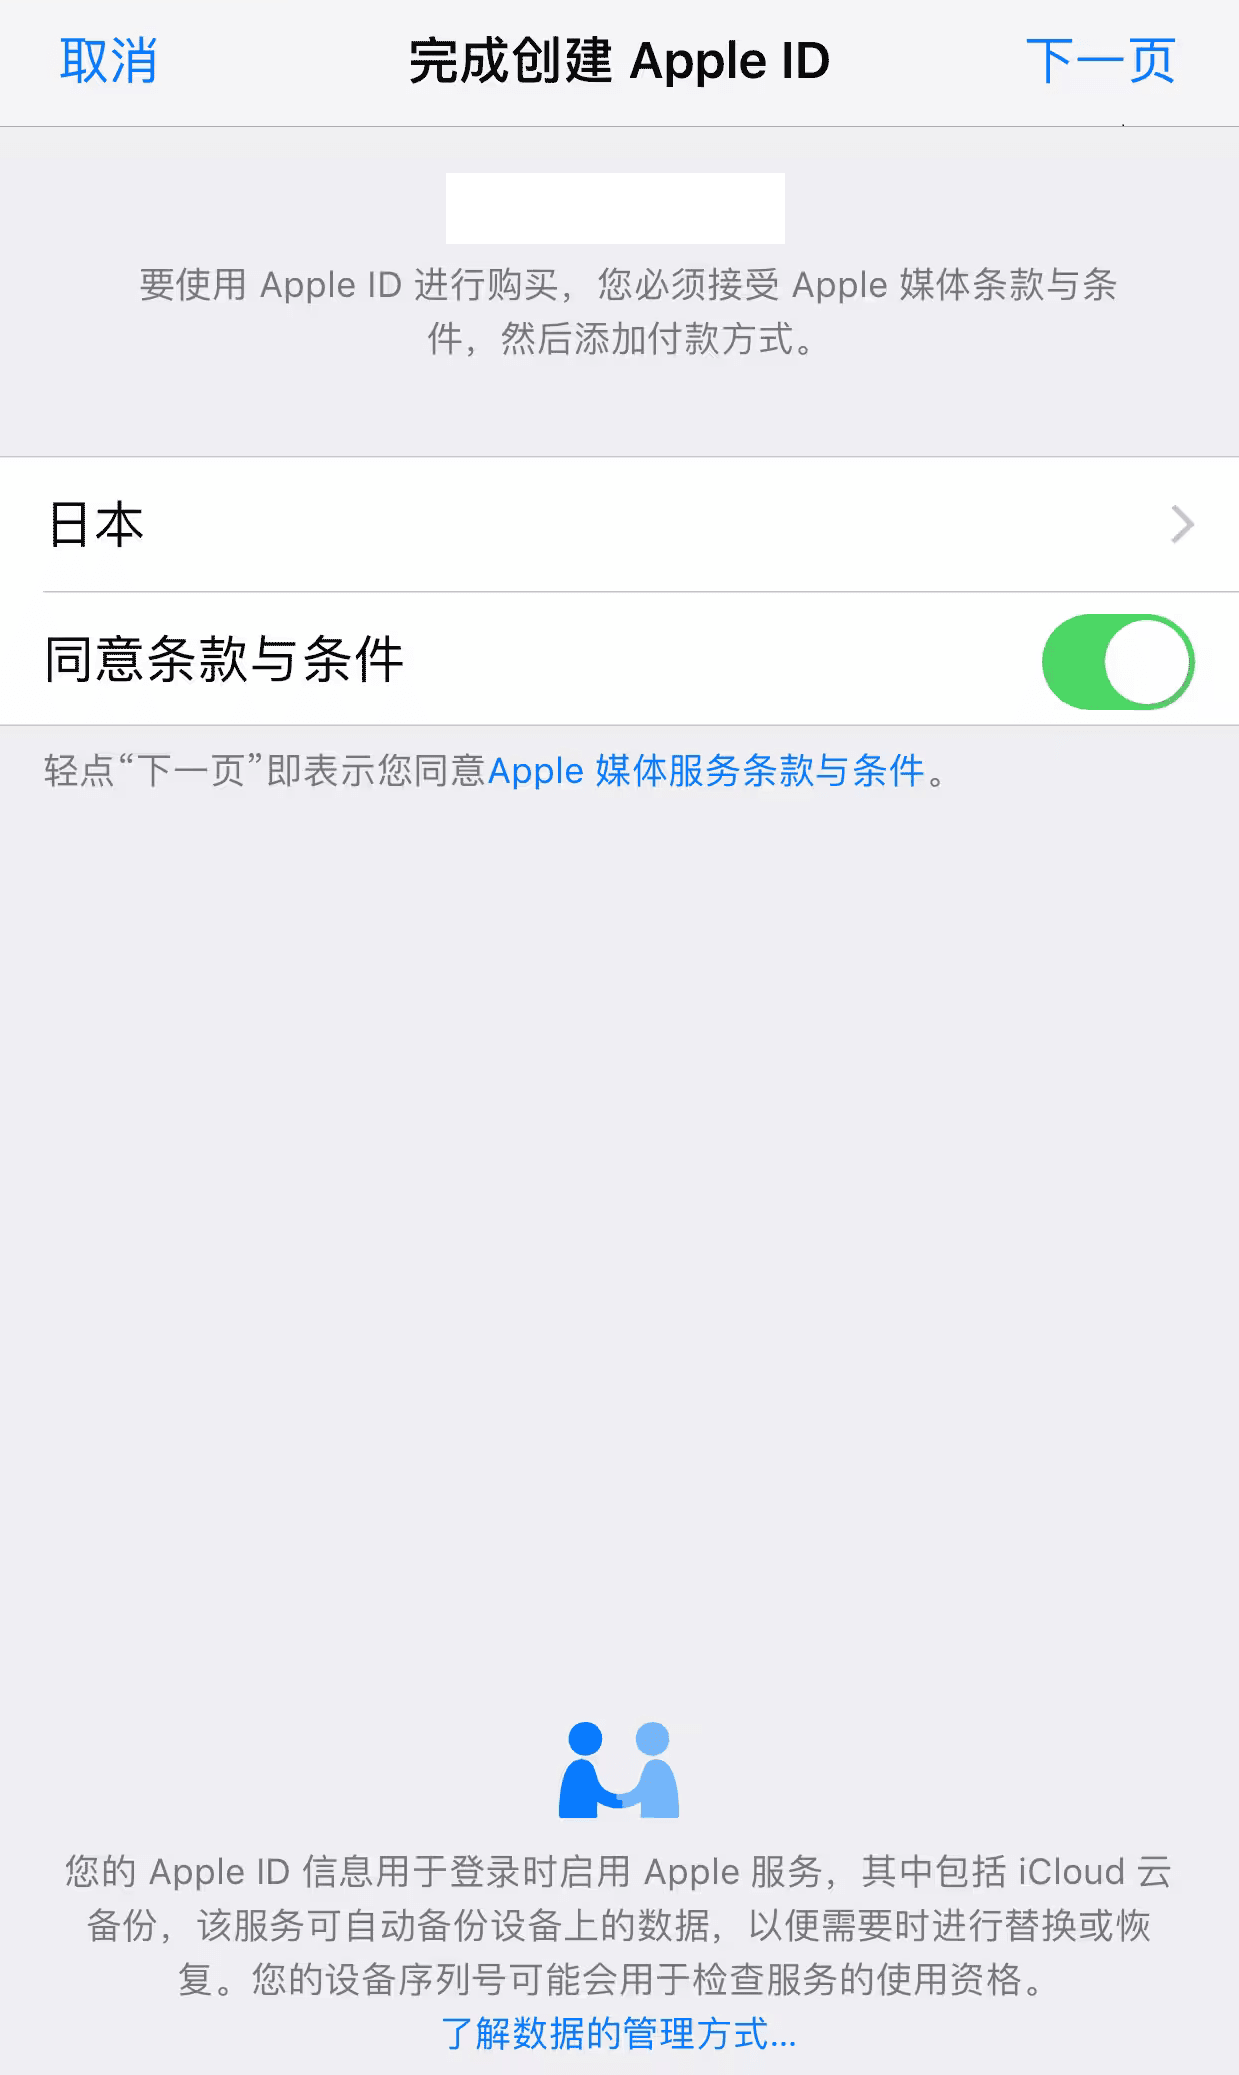 取消
完成创建 Apple ID
下一页
要使用 Apple ID 进行购买，您必须接受 Apple 媒体条款与条
件，然后添加付款方式。
日本
同意条款与条件
轻点“下一页”即表示您同意Apple 媒体服务条款与条件。
您的 Apple ID 信息用于登录时启用 Apple 服务，其中包括 iCloud 云
备份，该服务可自动备份设备上的数据，以便需要时进行替换或恢
复。您的设备序列号可能会用于检查服务的使用资格。
了解数据的管理方式...